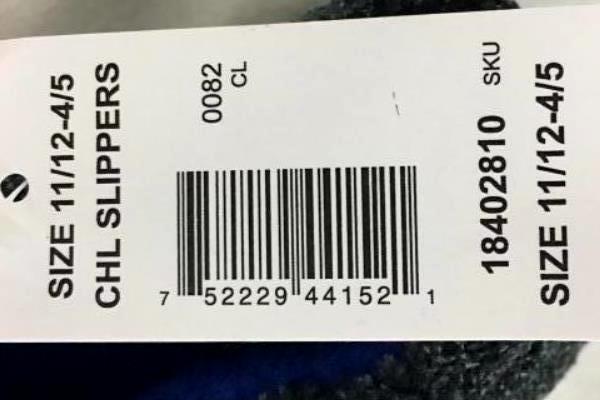 SIZE 11/12-4/5
CHL SLIPPERS
0082
CL
7 52229 44152 1
SKU
18402810
SIZE 11/12-4/5